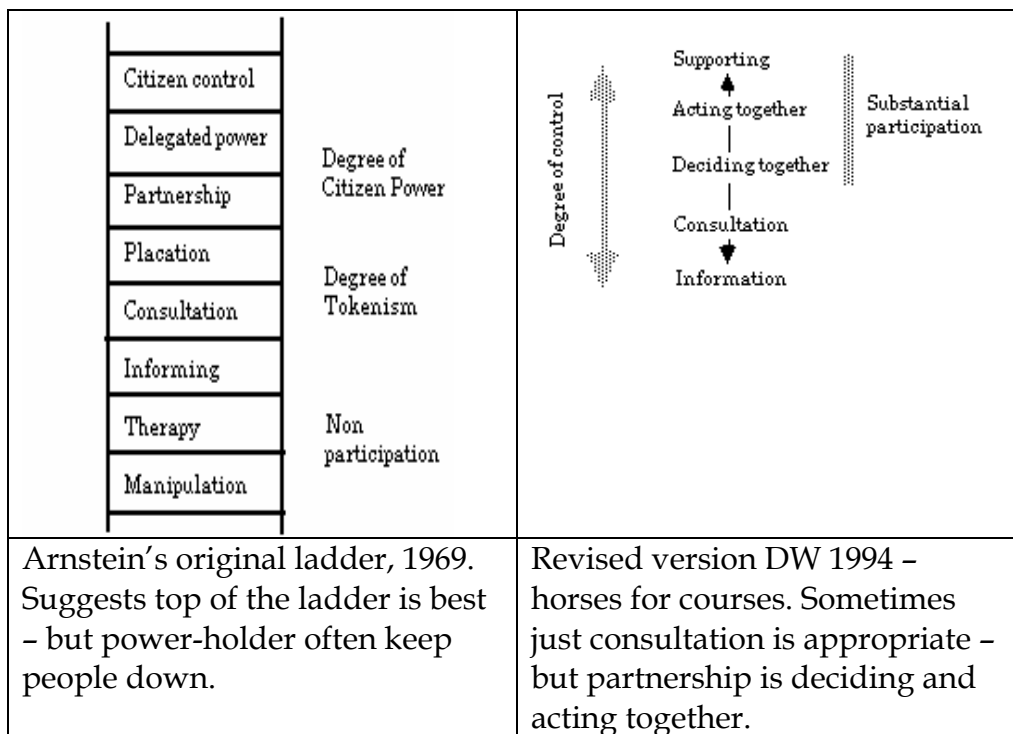 Citizen control
Delegated power
Partnership
Placation
Consultation
Informing
Therapy
Manipulation
Degree of
Citizen Power
Degree of
Tokenism
Non
participation
Degree of control
Supporting
Acting together
Deciding together
Consultation
Information
Substantial
participation
Arnstein’s original ladder, 1969.
Suggests top of the ladder is best
– but power-holder often keep
people down.
Revised version DW 1994 –
horses for courses. Sometimes
just consultation is appropriate –
but partnership is deciding and
acting together.